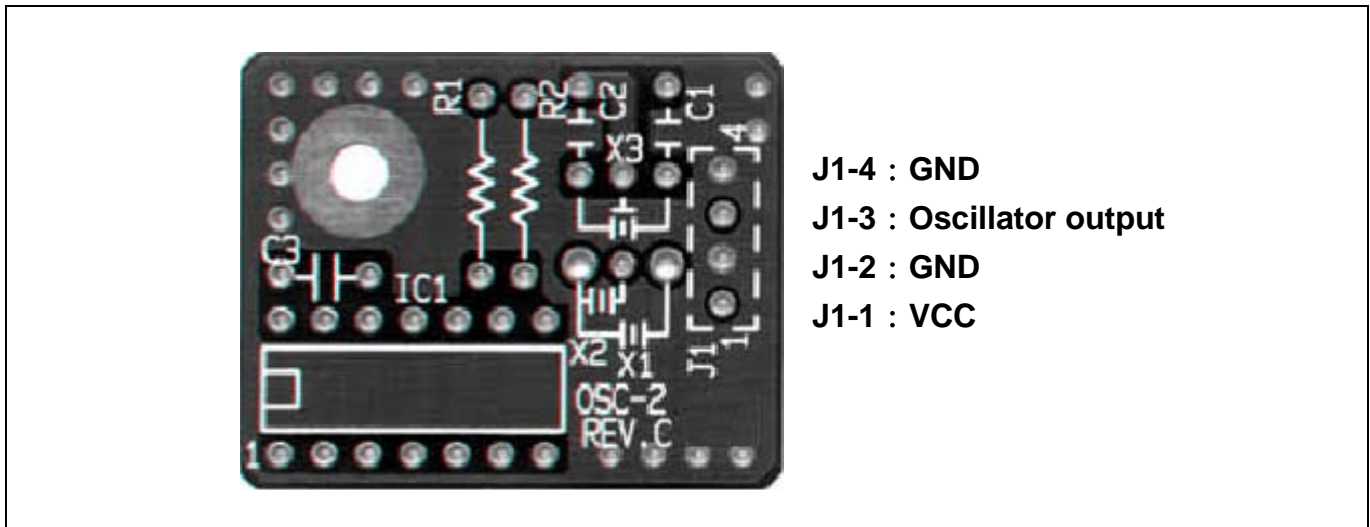 R1
R2
C2
C1
X3
4
C3
IC1
X2
X1
J1
1
OSC-2
REV.C
1
J1-4 : GND
J1-3 : Oscillator output
J1-2 : GND
J1-1 : VCC